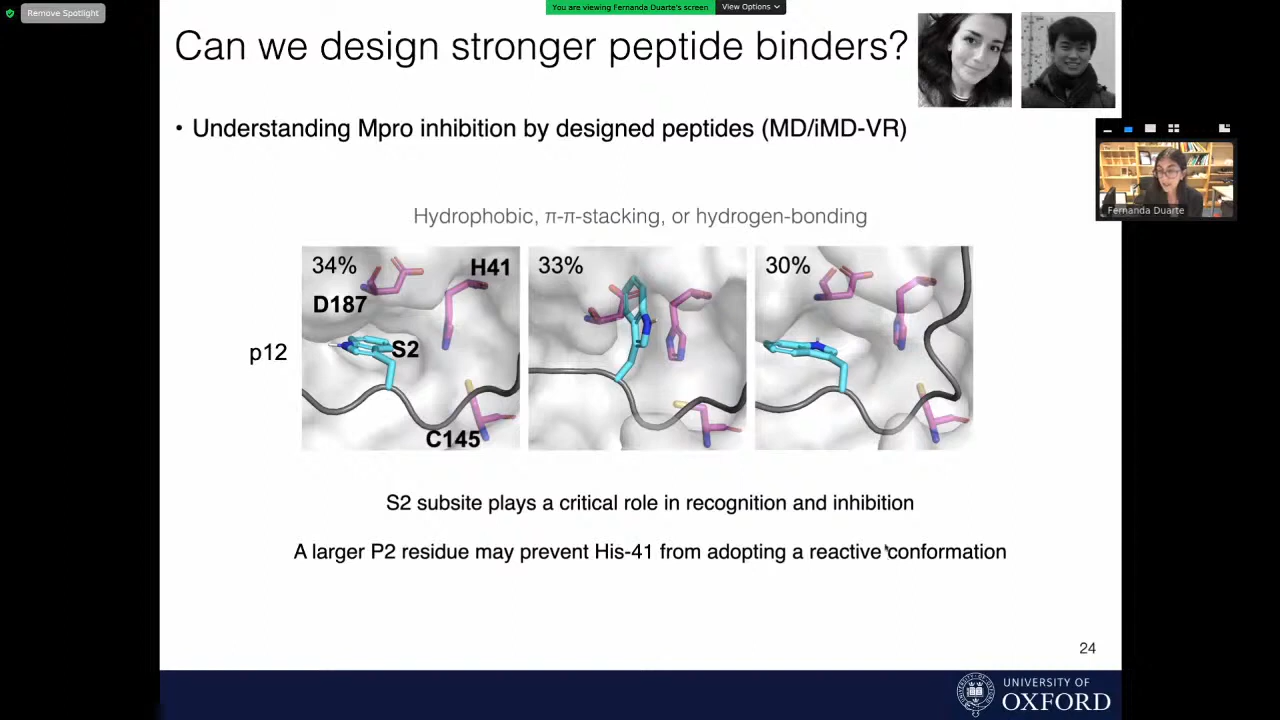 Remove Spotlight
You are viewing Fernanda Duarte's screen
View Options
Can we design stronger peptide binders?
• Understanding Mpro inhibition by designed peptides (MD/iMD-VR)
Fernanda Duarte
Hydrophobic, π-π-stacking, or hydrogen-bonding
34%
H41
33%
30%
D187
p12
S2
C145
S2 subsite plays a critical role in recognition and inhibition
A larger P2 residue may prevent His-41 from adopting a reactive conformation
24
UNIVERSITY OF
OXFORD